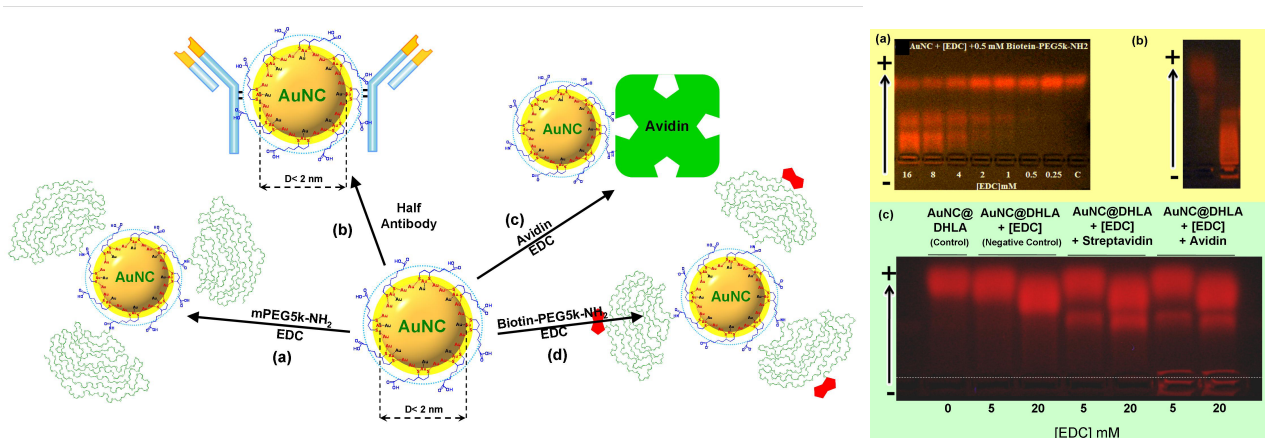 AuNC
D< 2 nm
Half
Antibody
(b)
(c)
Avidin
EDC
AuNC
Avidin
AuNC
mPEG5k-NH2
EDC
(a)
AuNC
D< 2 nm
Biotin-PEG5k-NH2
EDC
(d)
AuNC
(a)
AuNC + [EDC] +0.5 mM Biotein-PEG5k-NH2
+
-
16 8 4 2 1 0.5 0.25 C
[EDC]mM
(b)
+
-
(c)
AuNC@
DHLA
(Control)
AuNC@DHLA
+ [EDC]
(Negative Control)
AuNC@DHLA
+ [EDC]
+ Streptavidin
AuNC@DHLA
+ [EDC]
+ Avidin
+
-
0 5 20 5 20 5 20
[EDC] mM